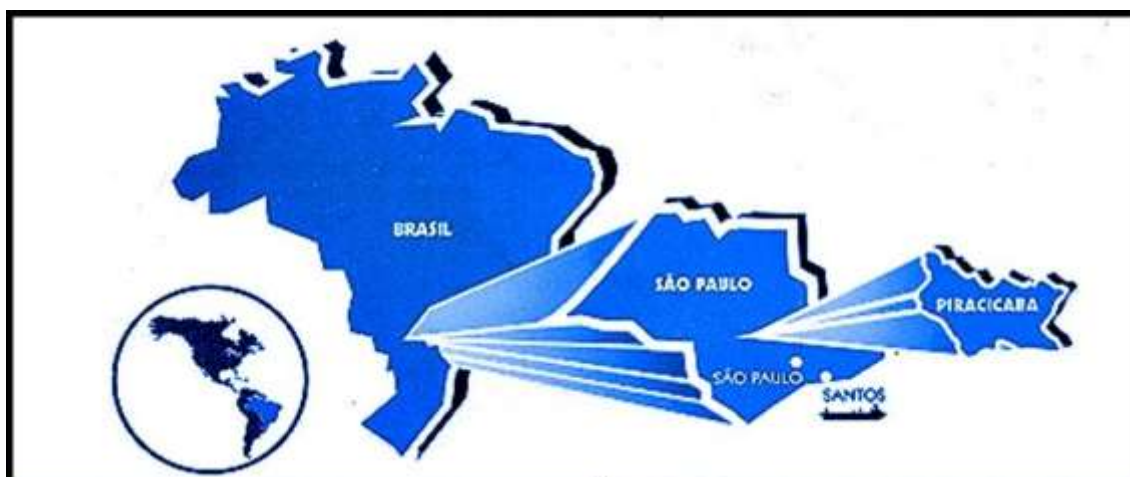 BRASIL
SÃO PAULO
PIRACICABA
SÃO PAULO
SANTOS